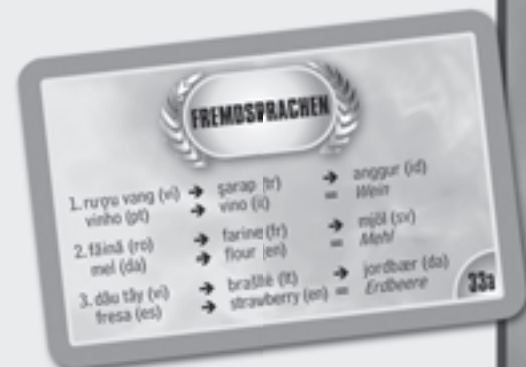 FREMDSPRACHEN
1. rượu vang (vi) ➔ şarap (tr) ➔ anggur (id)
vinho (pt) ➔ vino (it) = Wein
2. făină (ro) ➔ farine (fr) ➔ mjöl (sv)
mel (da) ➔ flour (en) = Mehl
3. dâu tây (vi) ➔ braškė (lt) ➔ jordbær (da)
fresa (es) ➔ strawberry (en) = Erdbeere
33a